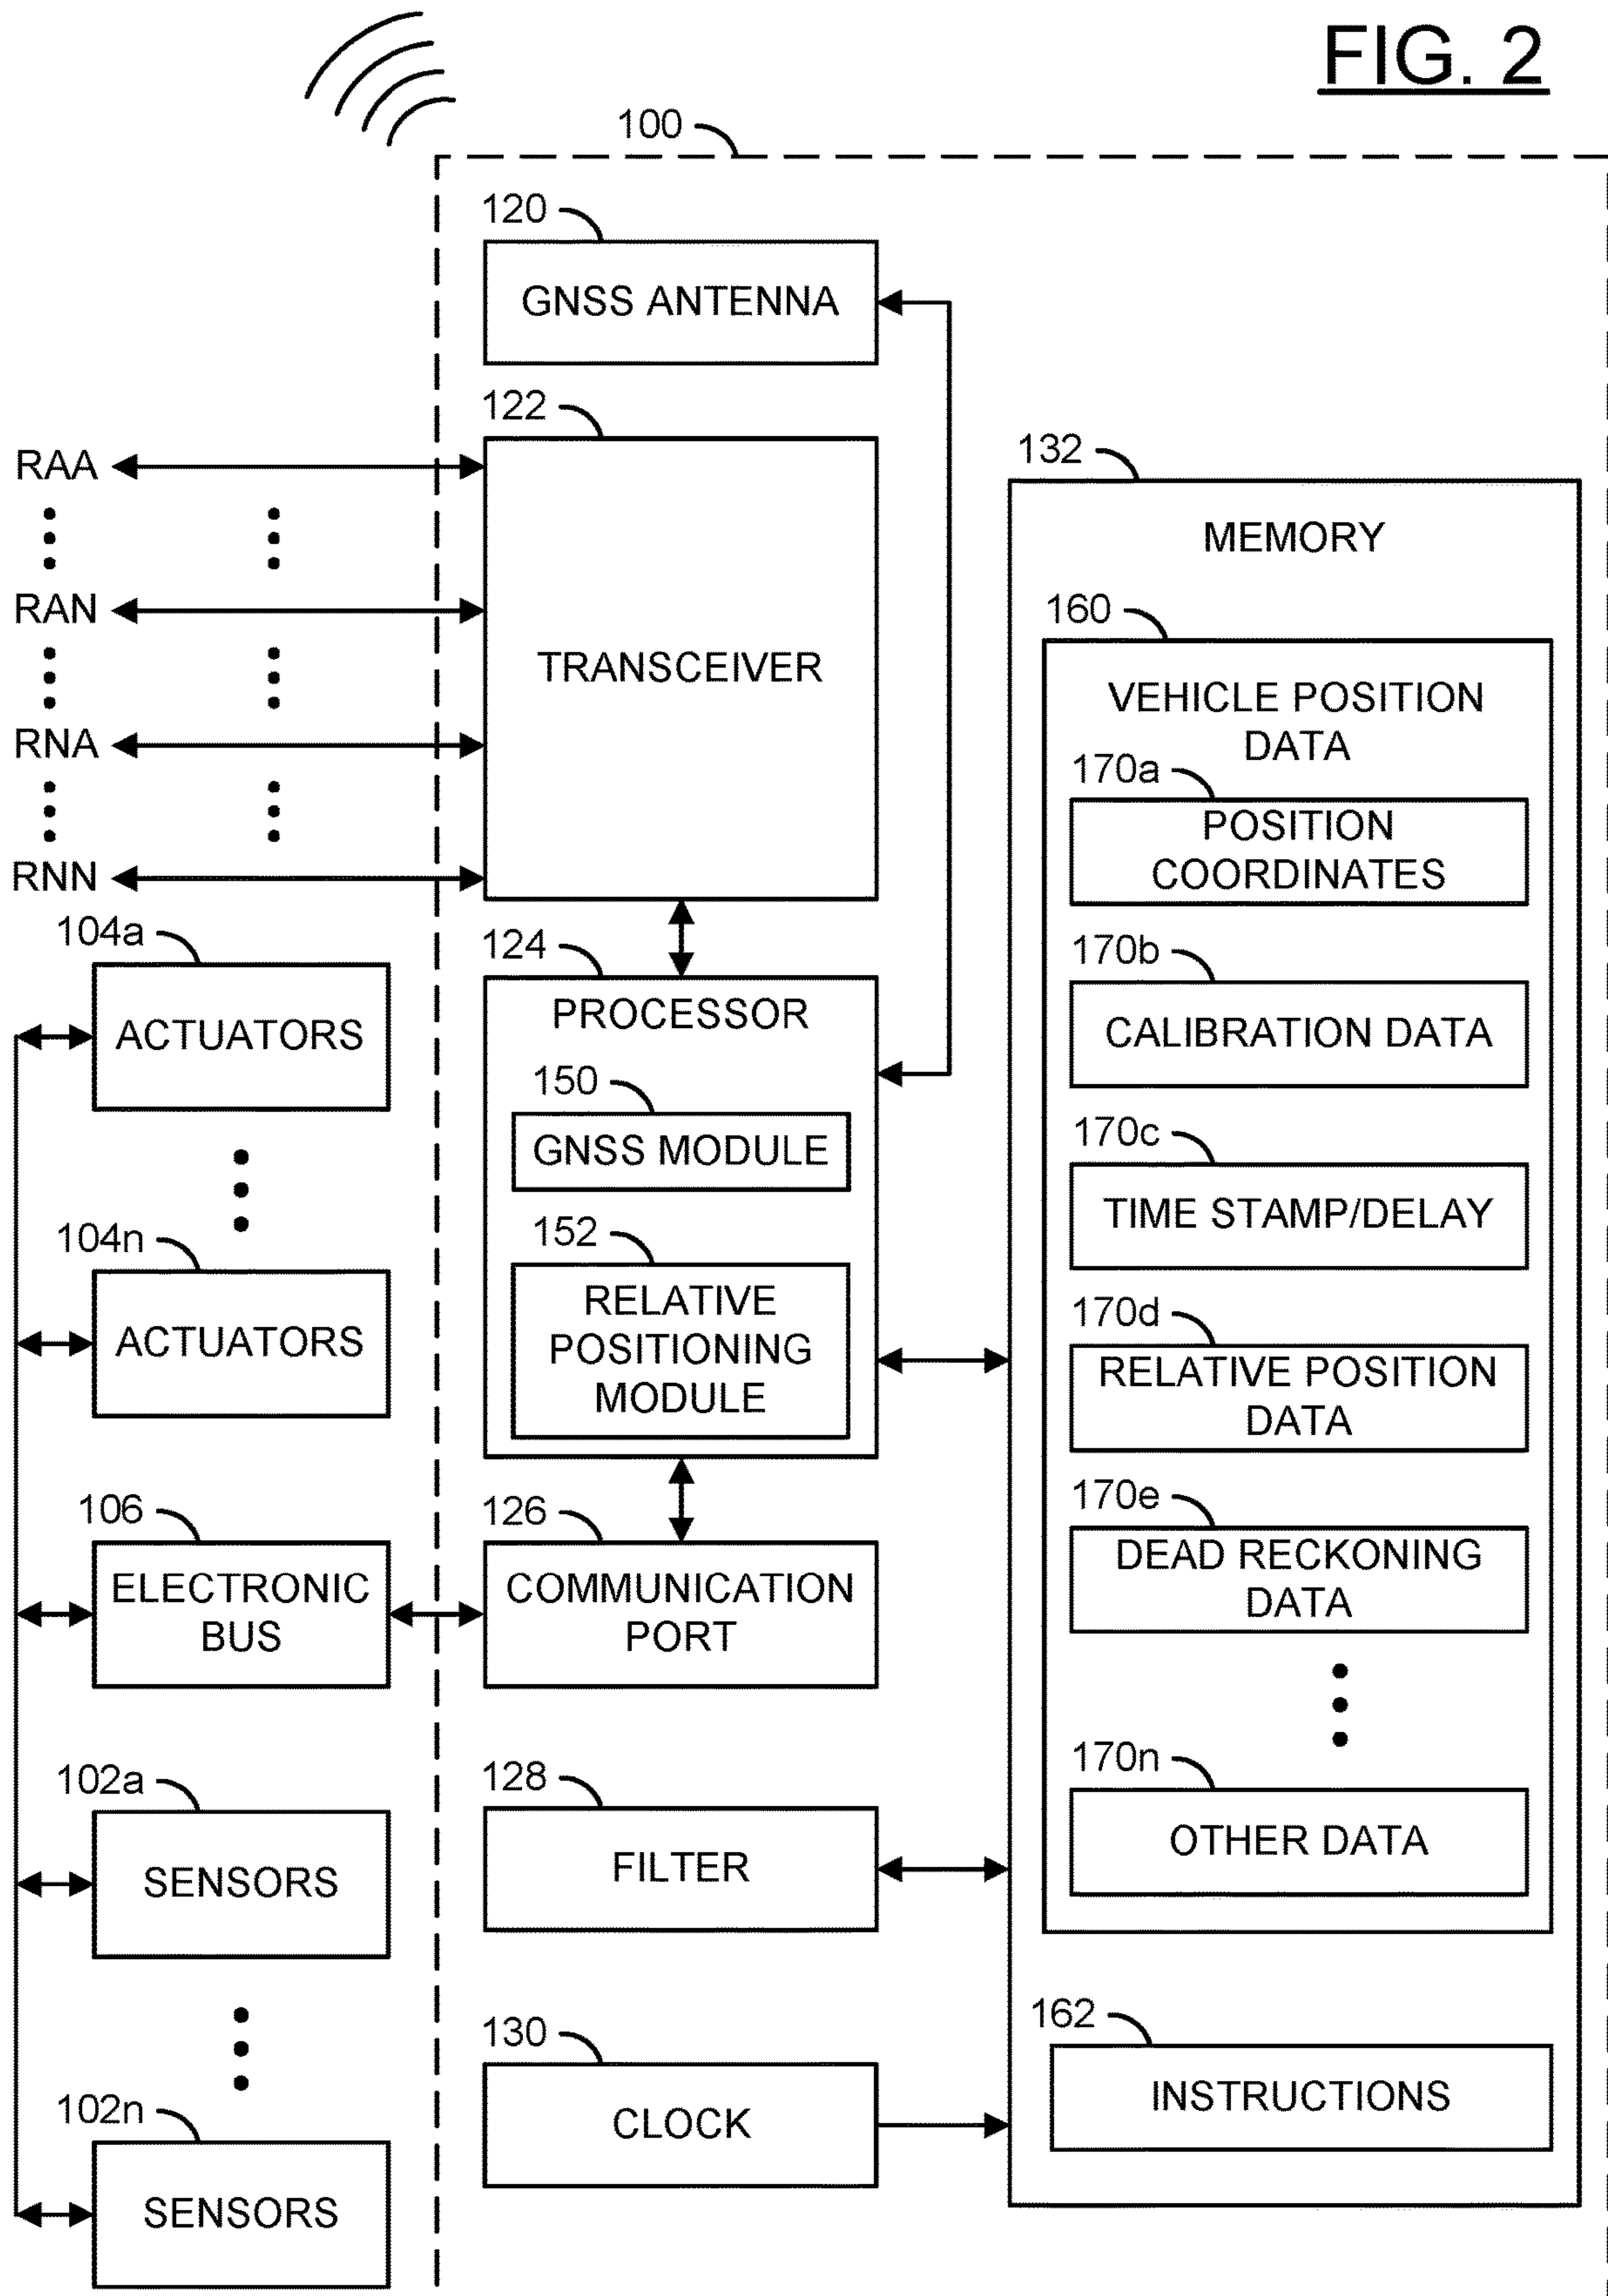 FIG. 2
100
120
GNSS ANTENNA
122
TRANSCEIVER
RAA
RAN
RNA
RNN
104a
ACTUATORS
104n
ACTUATORS
106
ELECTRONIC
BUS
102a
SENSORS
102n
SENSORS
124
PROCESSOR
150
GNSS MODULE
152
RELATIVE
POSITIONING
MODULE
126
COMMUNICATION
PORT
128
FILTER
130
CLOCK
132
MEMORY
160
VEHICLE POSITION
DATA
170a
POSITION
COORDINATES
170b
CALIBRATION DATA
170c
TIME STAMP/DELAY
170d
RELATIVE POSITION
DATA
170e
DEAD RECKONING
DATA
170n
OTHER DATA
162
INSTRUCTIONS